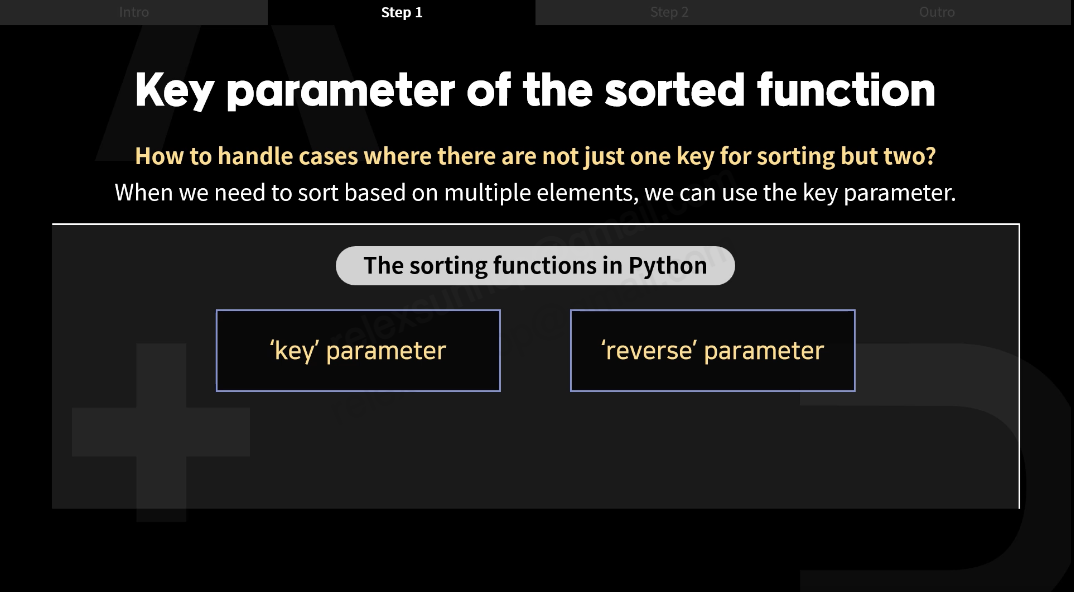 Intro
Step 1
Step 2
Outro
Key parameter of the sorted function
How to handle cases where there are not just one key for sorting but two?
When we need to sort based on multiple elements, we can use the key parameter.
The sorting functions in Python
‘key’ parameter
‘reverse’ parameter